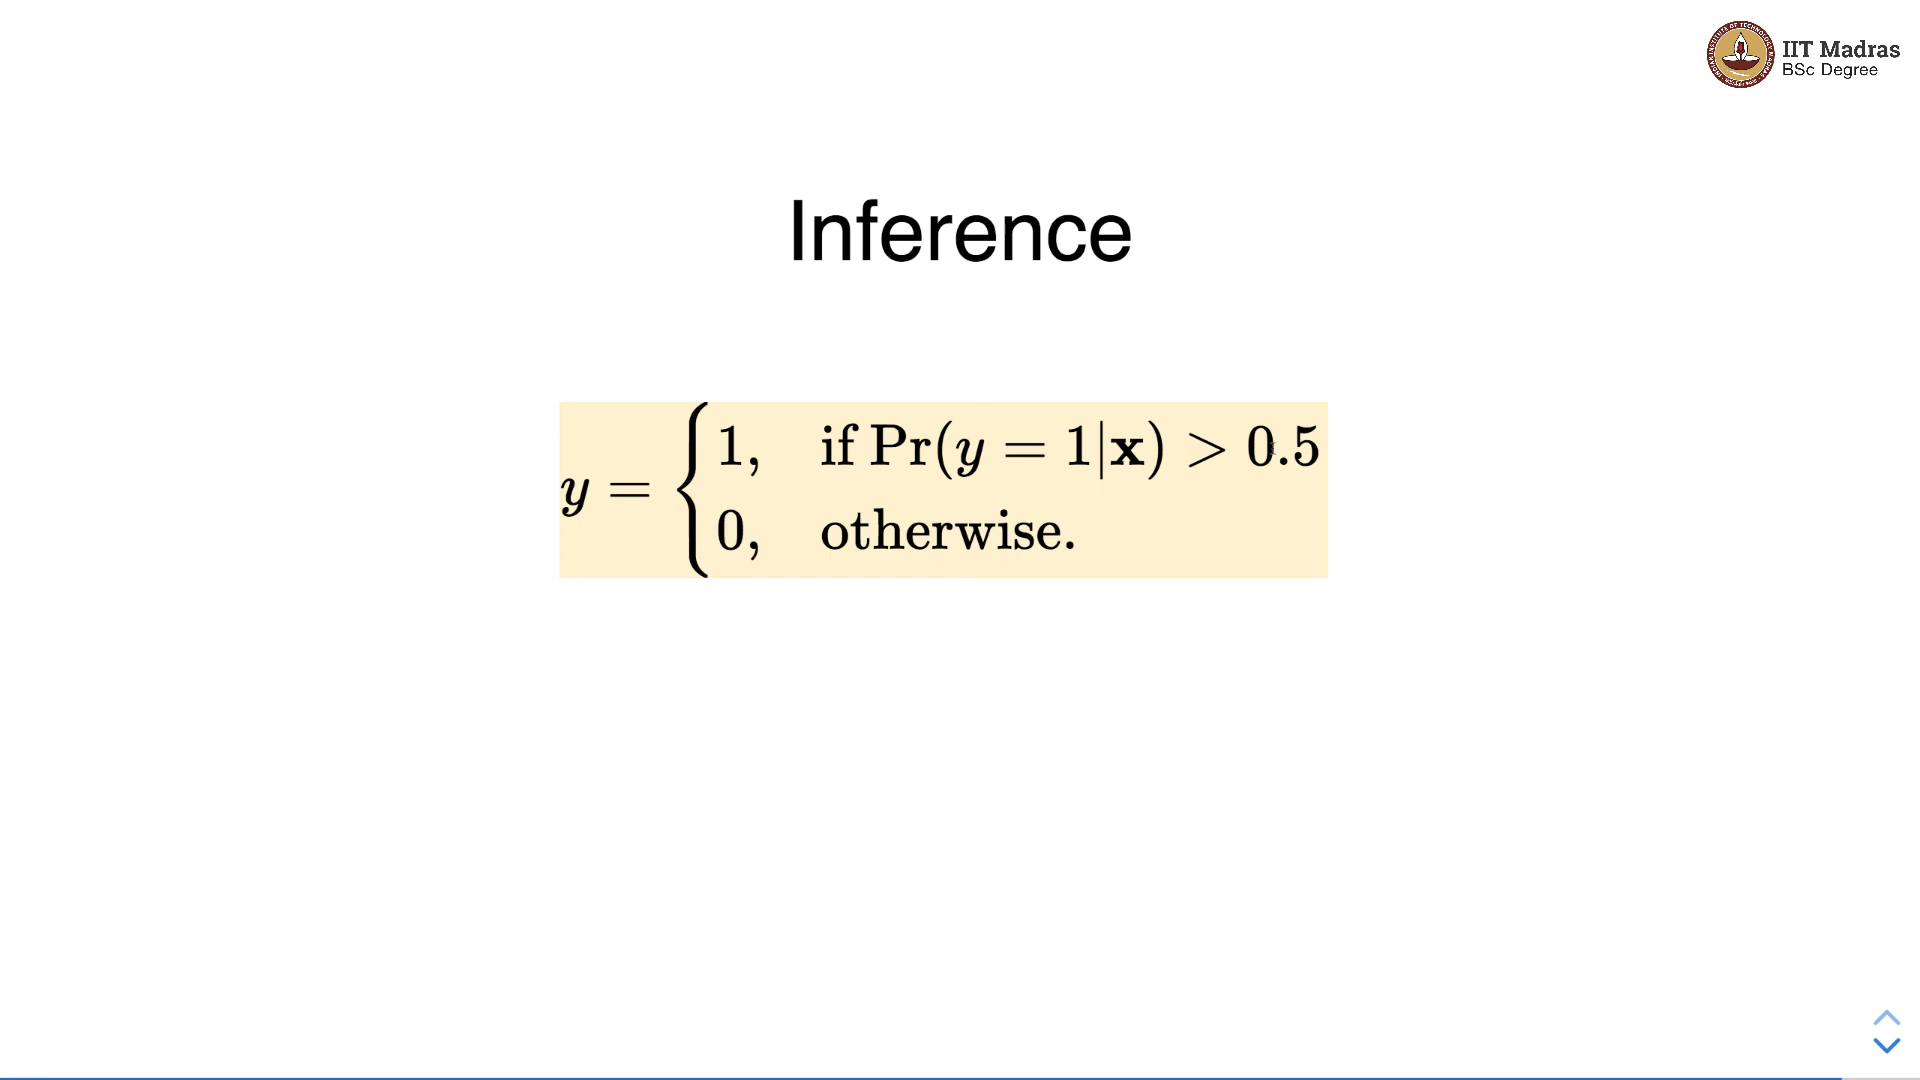 IIT Madras
BSc Degree
Inference
y = { 1, if Pr(y = 1|x) > 0.5
0, otherwise.